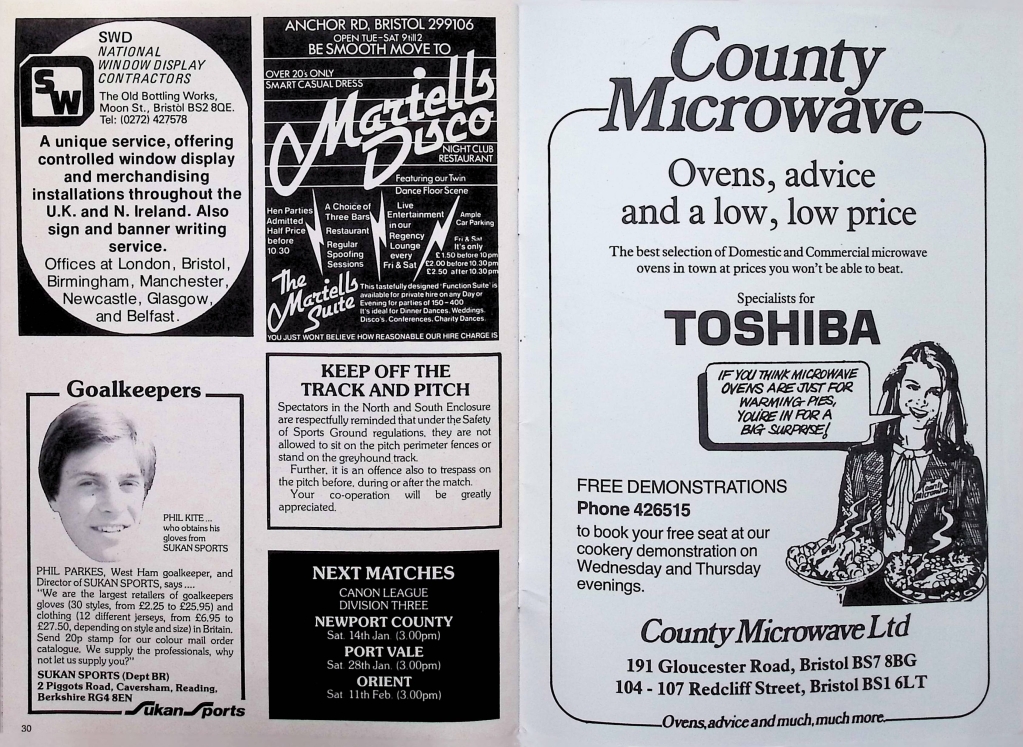 SWD
NATIONAL
WINDOW DISPLAY
CONTRACTORS
SW
The Old Bottling Works,
Moon St., Bristol BS2 8QE.
Tel: (0272) 427578
A unique service, offering
controlled window display
and merchandising
installations throughout the
U.K. and N. Ireland. Also
sign and banner writing
service.
Offices at London, Bristol,
Birmingham, Manchester,
Newcastle, Glasgow,
and Belfast.
ANCHOR RD, BRISTOL 299106
OPEN TUE-SAT 9till2
BE SMOOTH MOVE TO
OVER 20's ONLY
SMART CASUAL DRESS
Martells
Disco
NIGHT CLUB
RESTAURANT
Featuring our Twin
Dance Floor Scene
Hen Parties
Admitted
Half Price
before
10.30
A Choice of
Three Bars
Restaurant
Regular
Spoofing
Sessions
Live
Entertainment
in our
Regency
Lounge
every
Fri & Sat
Ample
Car Parking
Fri & Sat
It's only
£1.50 before 10pm
£2.00 before 10.30pm
£2.50 after 10.30pm
The
Martells
Suite
This tastefully designed 'Function Suite' is
available for private hire on any Day or
Evening for parties of 150-400
It's ideal for Dinner Dances, Weddings.
Disco's, Conferences, Charity Dances.
YOU JUST WONT BELIEVE HOW REASONABLE OUR HIRE CHARGE IS
Goalkeepers
PHIL KITE ...
who obtains his
gloves from
SUKAN SPORTS
PHIL PARKES, West Ham goalkeeper, and
Director of SUKAN SPORTS, says ....
"We are the largest retailers of goalkeepers
gloves (30 styles, from £2.25 to £25.95) and
clothing (12 different jerseys, from £6.95 to
£27.50, depending on style and size) in Britain.
Send 20p stamp for our colour mail order
catalogue. We supply the professionals, why
not let us supply you?"
SUKAN SPORTS (Dept BR)
2 Piggots Road, Caversham, Reading,
Berkshire RG4 8EN
Sukan Sports
30
KEEP OFF THE
TRACK AND PITCH
Spectators in the North and South Enclosure
are respectfully reminded that under the Safety
of Sports Ground regulations, they are not
allowed to sit on the pitch perimeter fences or
stand on the greyhound track.
Further, it is an offence also to trespass on
the pitch before, during or after the match.
Your co-operation will be greatly
appreciated.
NEXT MATCHES
CANON LEAGUE
DIVISION THREE
NEWPORT COUNTY
Sat. 14th Jan (3.00pm)
PORT VALE
Sat. 28th Jan. (3.00pm)
ORIENT
Sat. 11th Feb. (3.00pm)
County
Microwave
Ovens, advice
and a low, low price
The best selection of Domestic and Commercial microwave
ovens in town at prices you won't be able to beat.
Specialists for
TOSHIBA
IF YOU THINK MICROWAVE
OVENS ARE JUST FOR
WARMING PIES,
YOU'RE IN FOR A
BIG SURPRISE!
County
Microwave
FREE DEMONSTRATIONS
Phone 426515
to book your free seat at our
cookery demonstration on
Wednesday and Thursday
evenings.
County Microwave Ltd
191 Gloucester Road, Bristol BS7 8BG
104 - 107 Redcliff Street, Bristol BS1 6LT
Ovens, advice and much, much more.